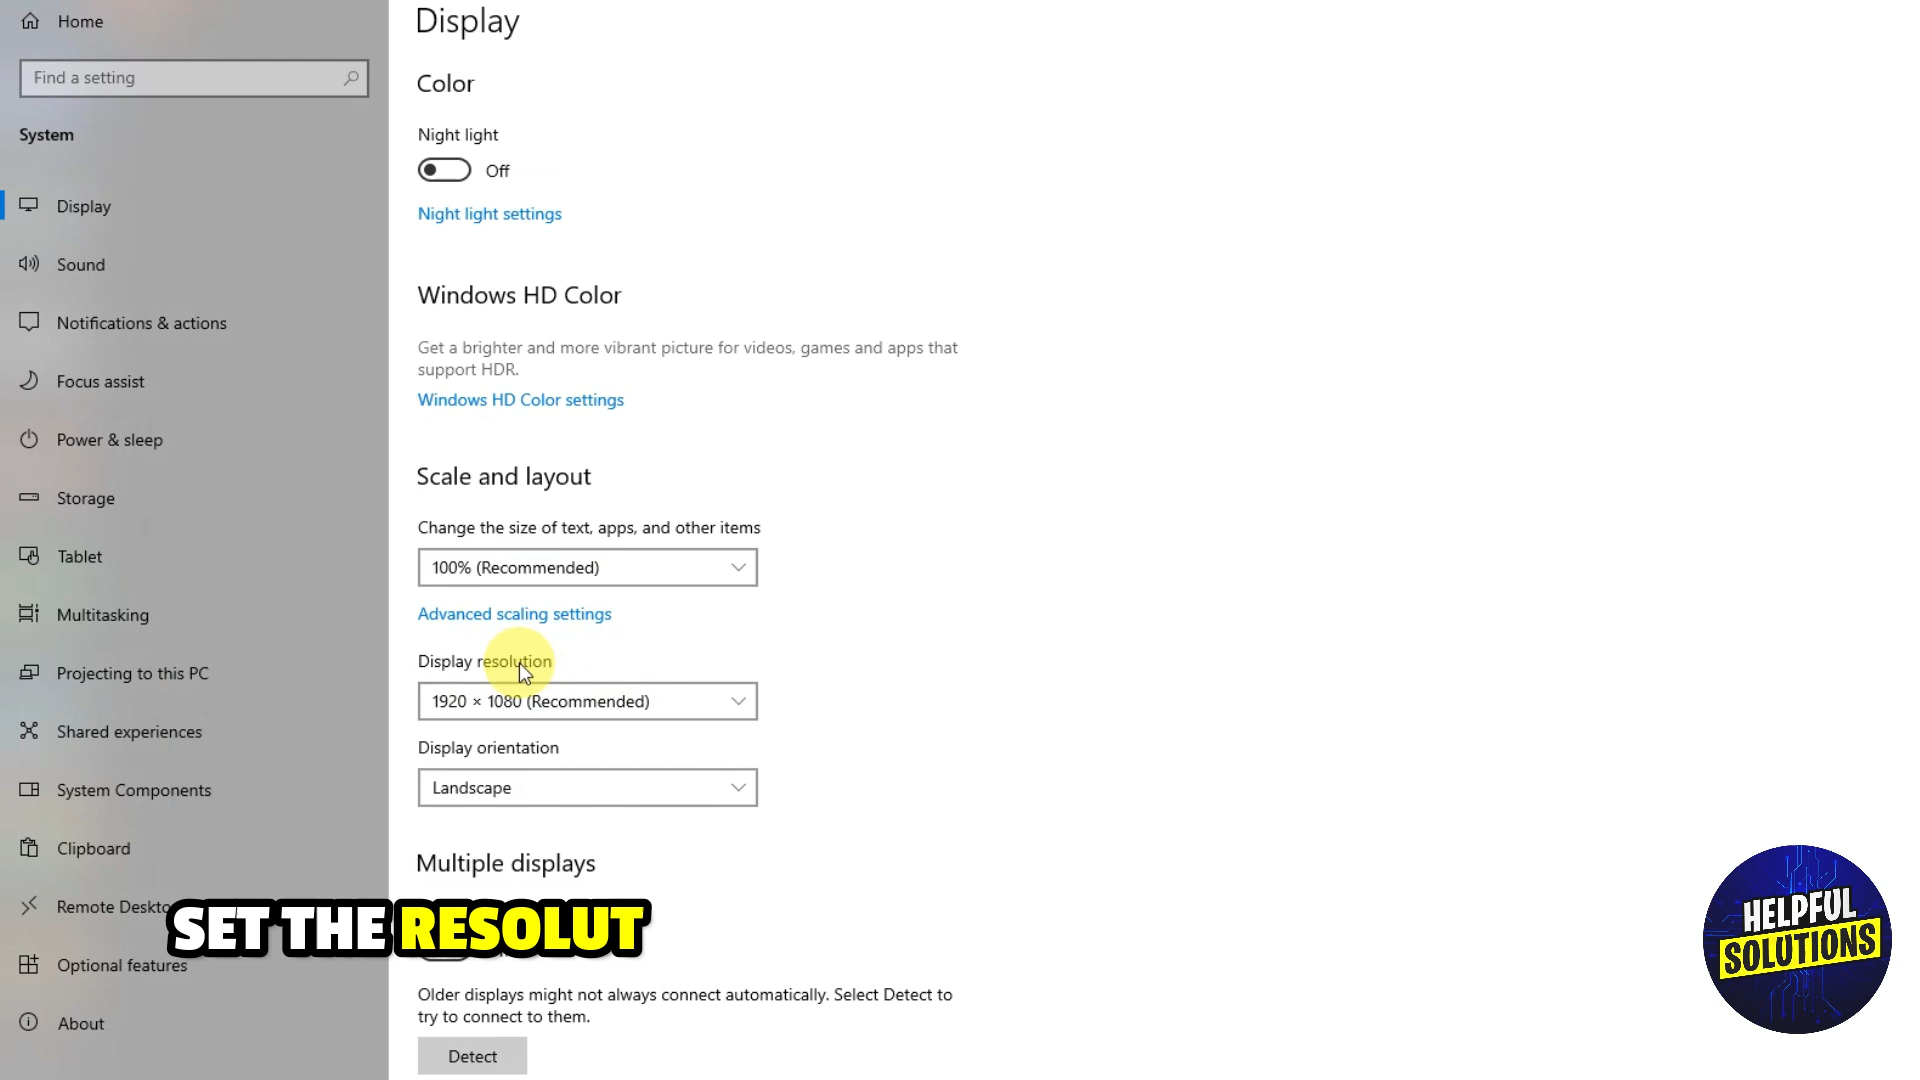 Home
Find a setting
System
Display
Sound
Notifications & actions
Focus assist
Power & sleep
Storage
Tablet
Multitasking
Projecting to this PC
Shared experiences
System Components
Clipboard
Remote Deskto
Optional features
About
Display
Color
Night light
Off
Night light settings
Windows HD Color
Get a brighter and more vibrant picture for videos, games and apps that
support HDR.
Windows HD Color settings
Scale and layout
Change the size of text, apps, and other items
100% (Recommended)
Advanced scaling settings
Display resolution
1920 × 1080 (Recommended)
Display orientation
Landscape
Multiple displays
SET THE RESOLUT
Older displays might not always connect automatically. Select Detect to
try to connect to them.
Detect
HELPFUL
SOLUTIONS